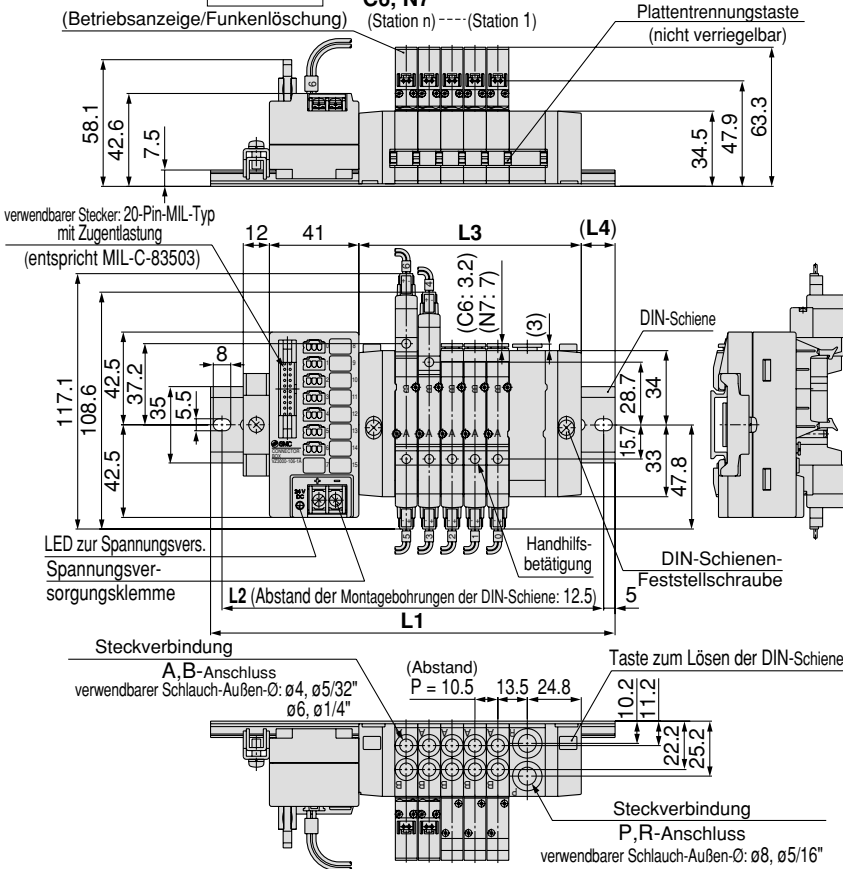 C6, N7
(Betriebsanzeige/Funkenlöschung)
(Station n) ---- (Station 1)
Plattentrennungstaste
(nicht verriegelbar)
58.1
42.6
7.5
34.5
47.9
63.3
verwendbarer Stecker: 20-Pin-MIL-Typ
mit Zugentlastung
(entspricht MIL-C-83503)
12
41
L3
(L4)
(C6: 3.2)
(N7: 7)
(3)
DIN-Schiene
117.1
108.6
42.5
37.2
35
8
5.5
42.5
28.7
34
15.7
33
47.8
SMC
CONNECTOR
BOX
24V
DC
+ −
A A A A A
B B B B B
LED zur Spannungsvers.
Spannungsver-
sorgungsklemme
Handhilfs-
betätigung
DIN-Schienen-
Feststellschraube
L2 (Abstand der Montagebohrungen der DIN-Schiene: 12.5)
5
L1
Steckverbindung
A,B-Anschluss
verwendbarer Schlauch-Außen-Ø: ø4, ø5/32"
ø6, ø1/4"
(Abstand)
P = 10.5
13.5
24.8
Taste zum Lösen der DIN-Schiene
10.2
11.2
22.2
25.2
A A A A A R
B B B B B P
Steckverbindung
P,R-Anschluss
verwendbarer Schlauch-Außen-Ø: ø8, ø5/16"